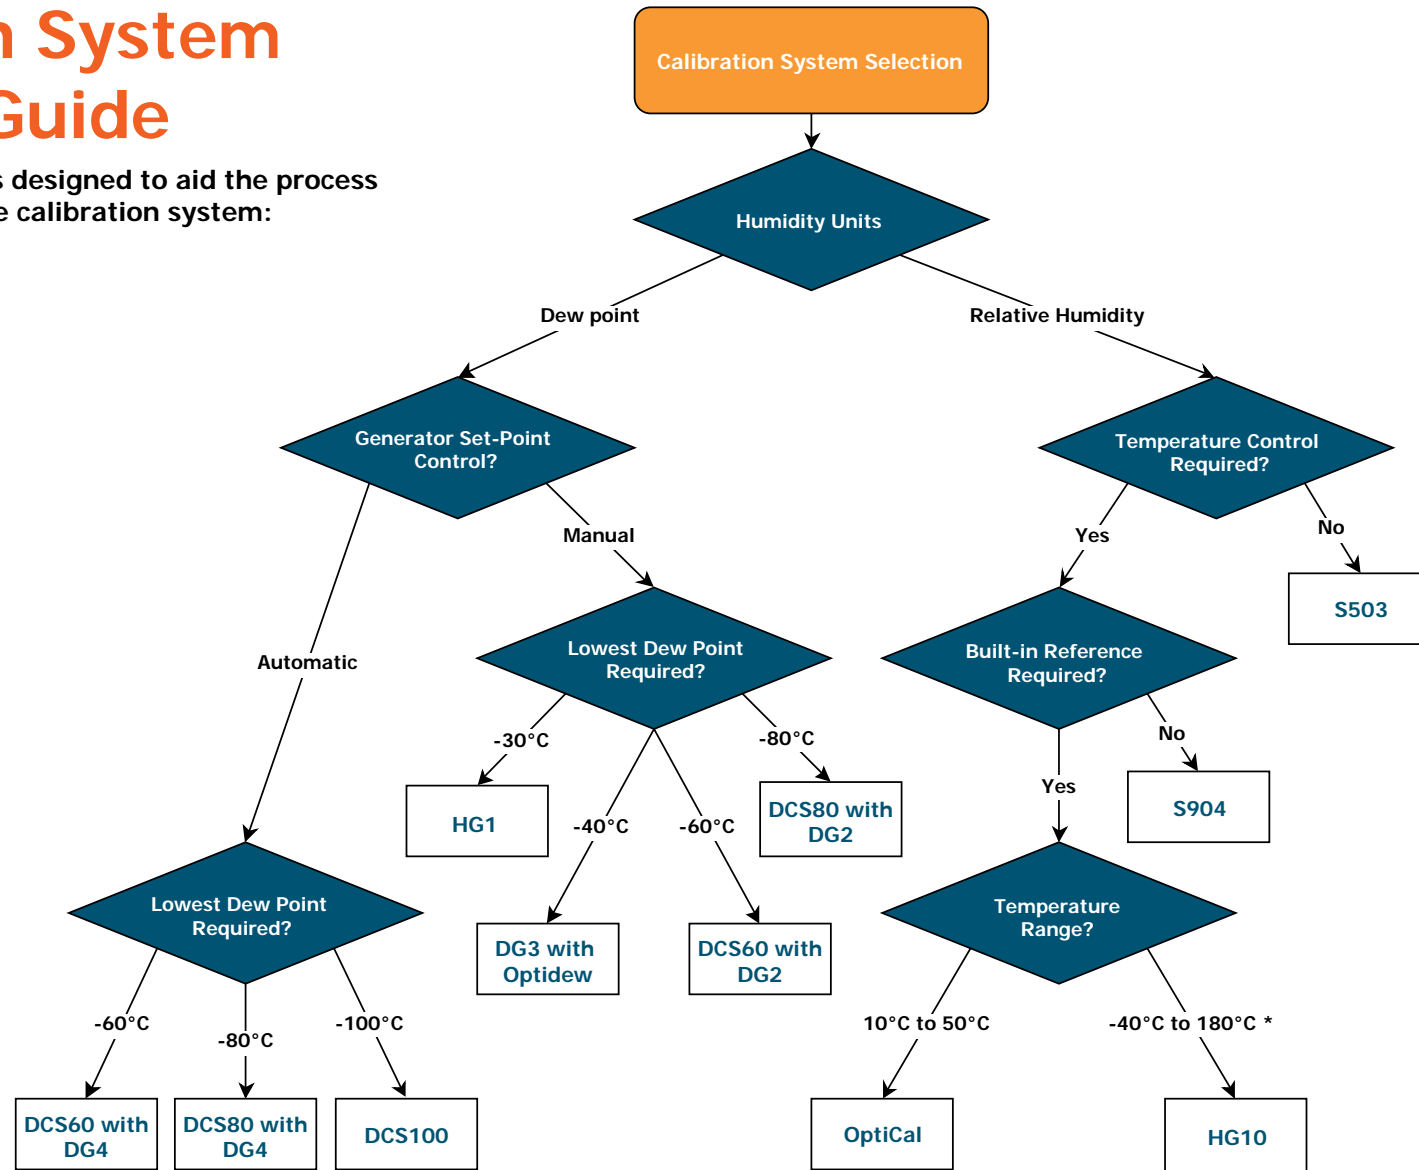 n System
Guide
s designed to aid the process
e calibration system:
Calibration System Selection
Humidity Units
Dew point
Relative Humidity
Generator Set-Point
Control?
Temperature Control
Required?
Manual
Yes
No
S503
Automatic
Lowest Dew Point
Required?
Built-in Reference
Required?
-30°C
-80°C
No
Yes
HG1
-40°C
-60°C
DCS80 with
DG2
S904
Lowest Dew Point
Required?
Temperature
Range?
DG3 with
Optidew
DCS60 with
DG2
-60°C
-80°C
-100°C
10°C to 50°C
-40°C to 180°C *
DCS60 with
DG4
DCS80 with
DG4
DCS100
OptiCal
HG10